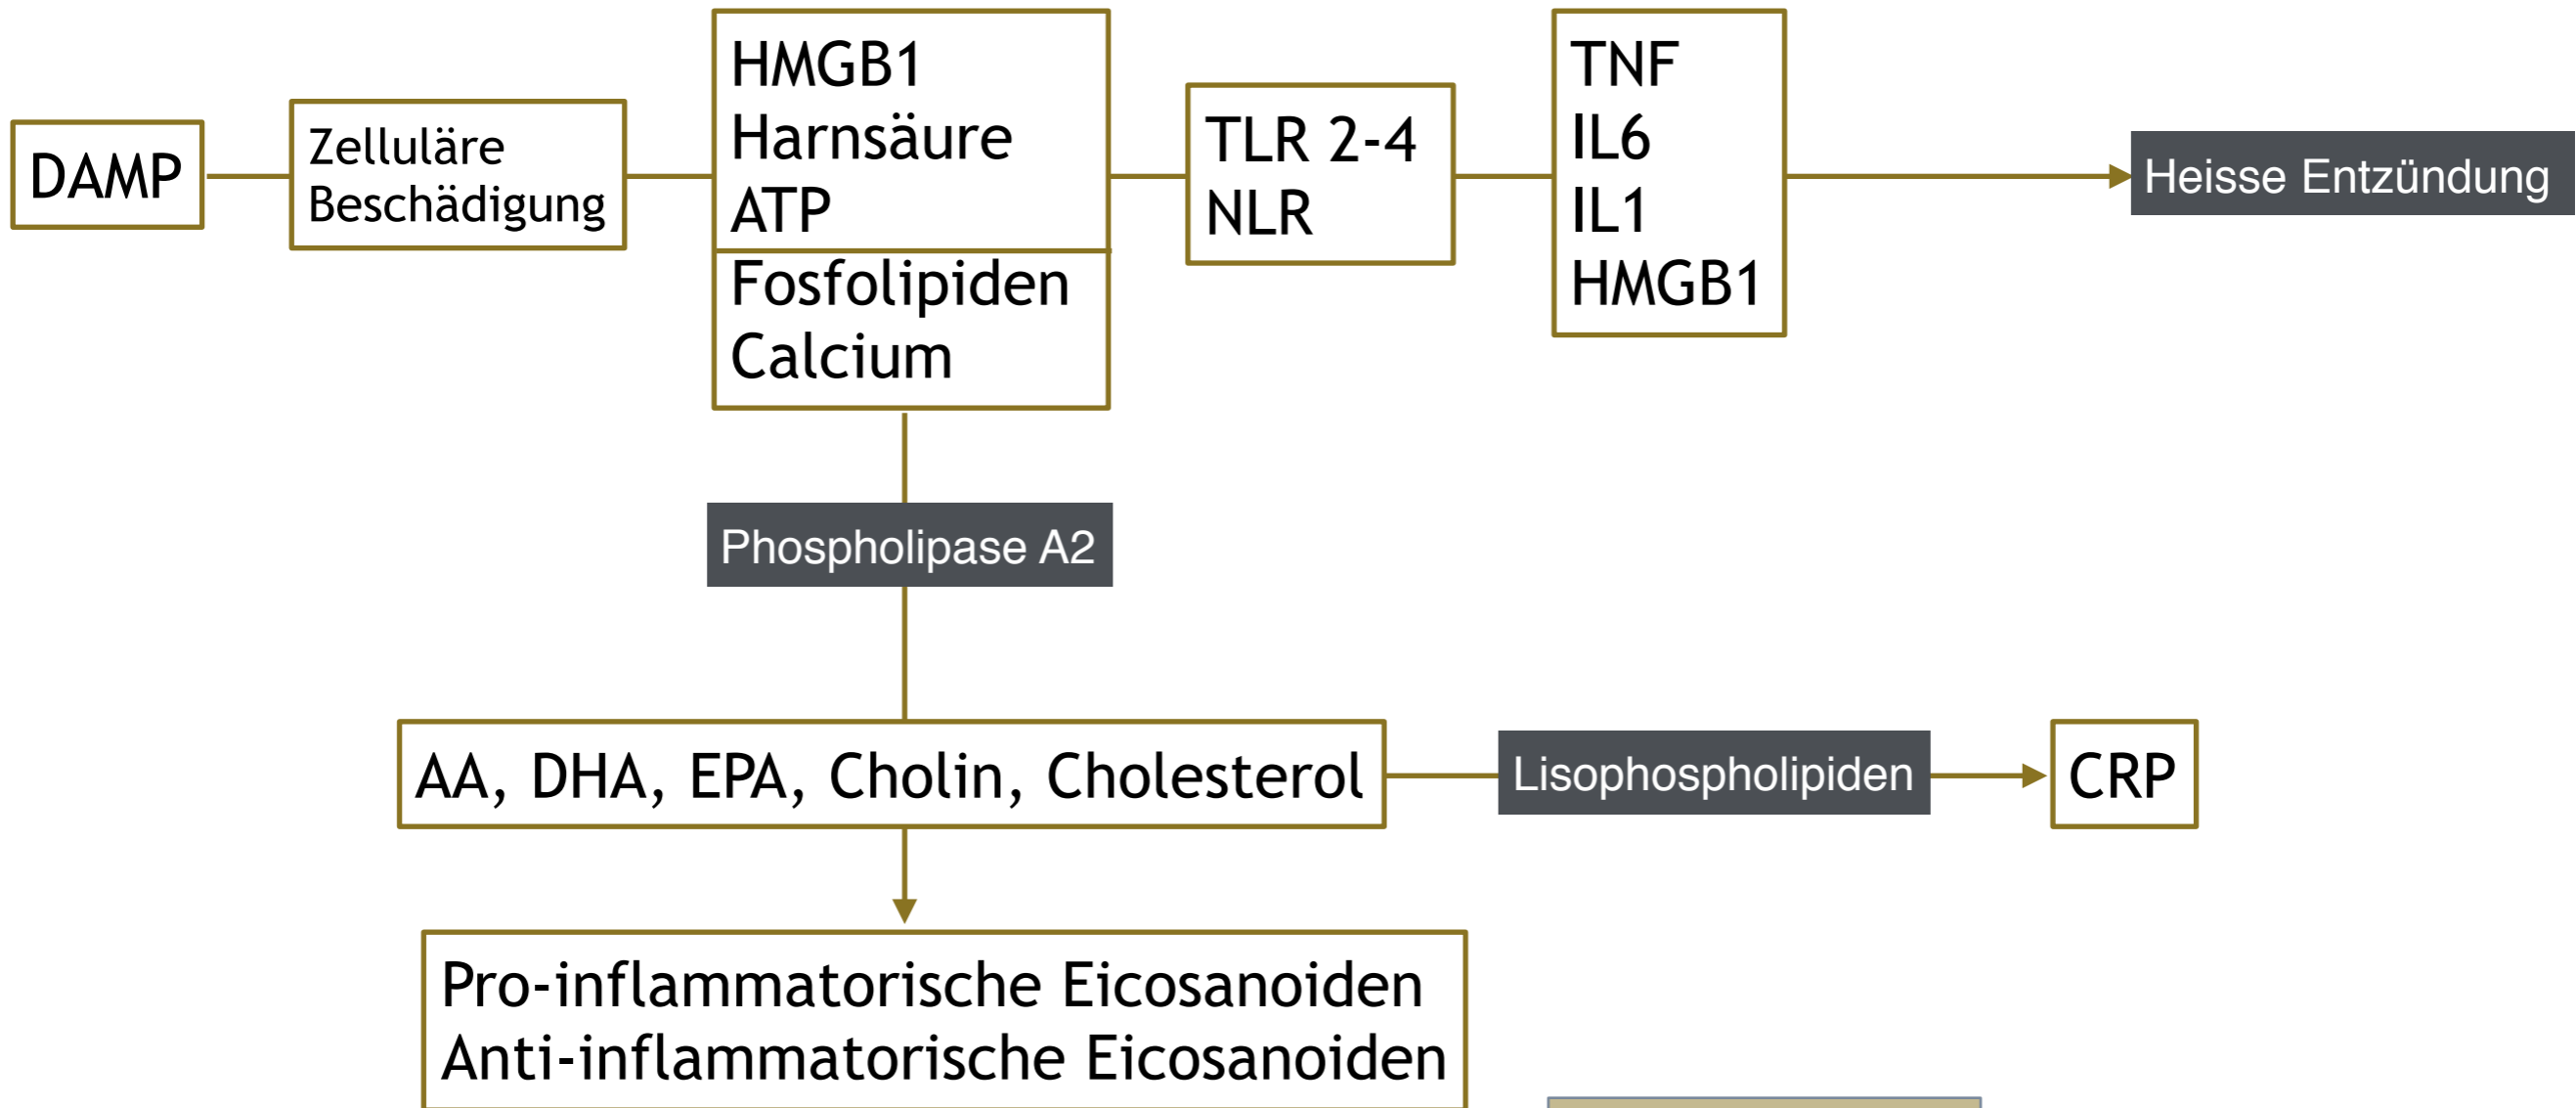 DAMP
Zelluläre
Beschädigung
HMGB1
Harnsäure
ATP
Fosfolipiden
Calcium
TLR 2-4
NLR
TNF
IL6
IL1
HMGB1
Heisse Entzündung
Phospholipase A2
AA, DHA, EPA, Cholin, Cholesterol
Lisophospholipiden
CRP
Pro-inflammatorische Eicosanoiden
Anti-inflammatorische Eicosanoiden